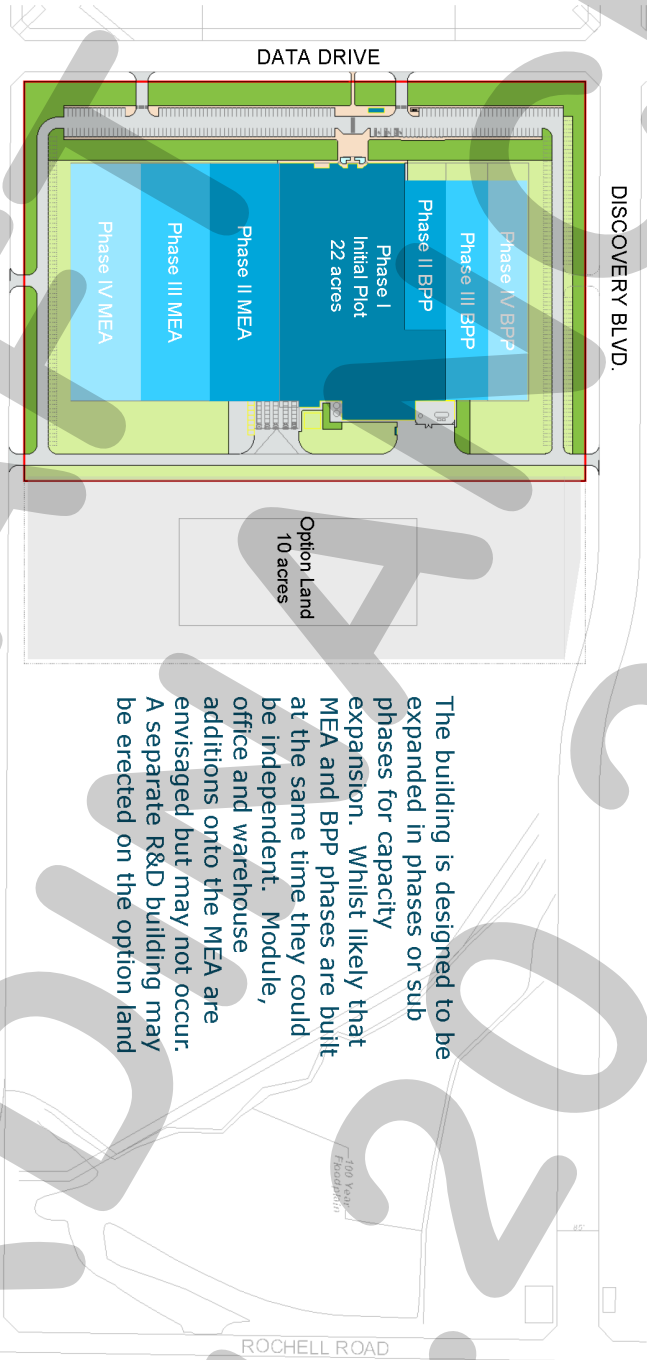 DATA DRIVE
DISCOVERY BLVD.
Phase IV MEA
Phase III MEA
Phase II MEA
Phase I
Initial Plot
22 acres
Phase II BPP
Phase III BPP
Phase IV BPP
Option Land
10 acres
The building is designed to be
expanded in phases or sub
phases for capacity
expansion. Whilst likely that
MEA and BPP phases are built
at the same time they could
be independent. Module,
office and warehouse
additions onto the MEA are
envisaged but may not occur.
A separate R&D building may
be erected on the option land
100 Year
Floodplain
ROCHELL ROAD